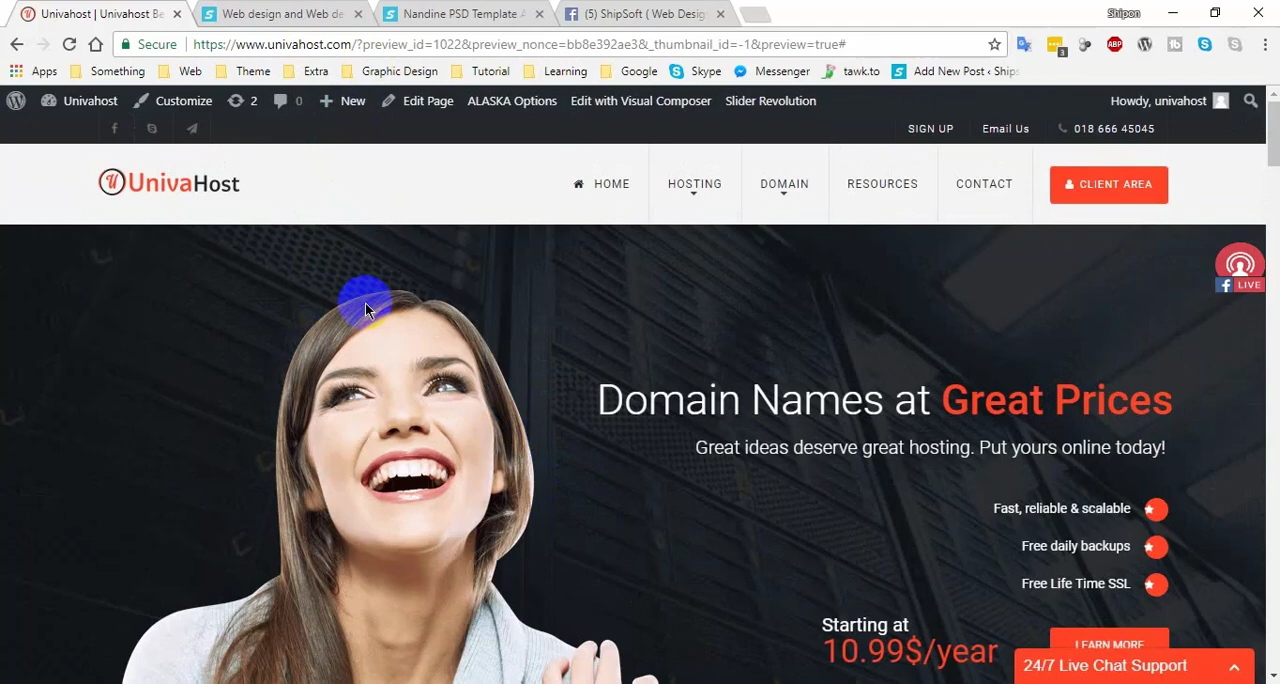 Univahost | Univahost Be
Web design and Web de
Nandine PSD Template A
(5) ShipSoft ( Web Desig
Shipon
Secure https://www.univahost.com/?preview_id=1022&preview_nonce=bb8e392ae3&_thumbnail_id=-1&preview=true#
3
ABP
Apps Something Web Theme Extra Graphic Design Tutorial Learning Google Skype Messenger tawk.to Add New Post ‹ Ships
Univahost Customize 2 0 New Edit Page ALASKA Options Edit with Visual Composer Slider Revolution Howdy, univahost
SIGN UP Email Us 018 666 45045
UnivaHost
HOME HOSTING DOMAIN RESOURCES CONTACT CLIENT AREA
LIVE
Domain Names at Great Prices
Great ideas deserve great hosting. Put yours online today!
Fast, reliable & scalable
Free daily backups
Free Life Time SSL
Starting at
10.99$/year
LEARN MORE
24/7 Live Chat Support